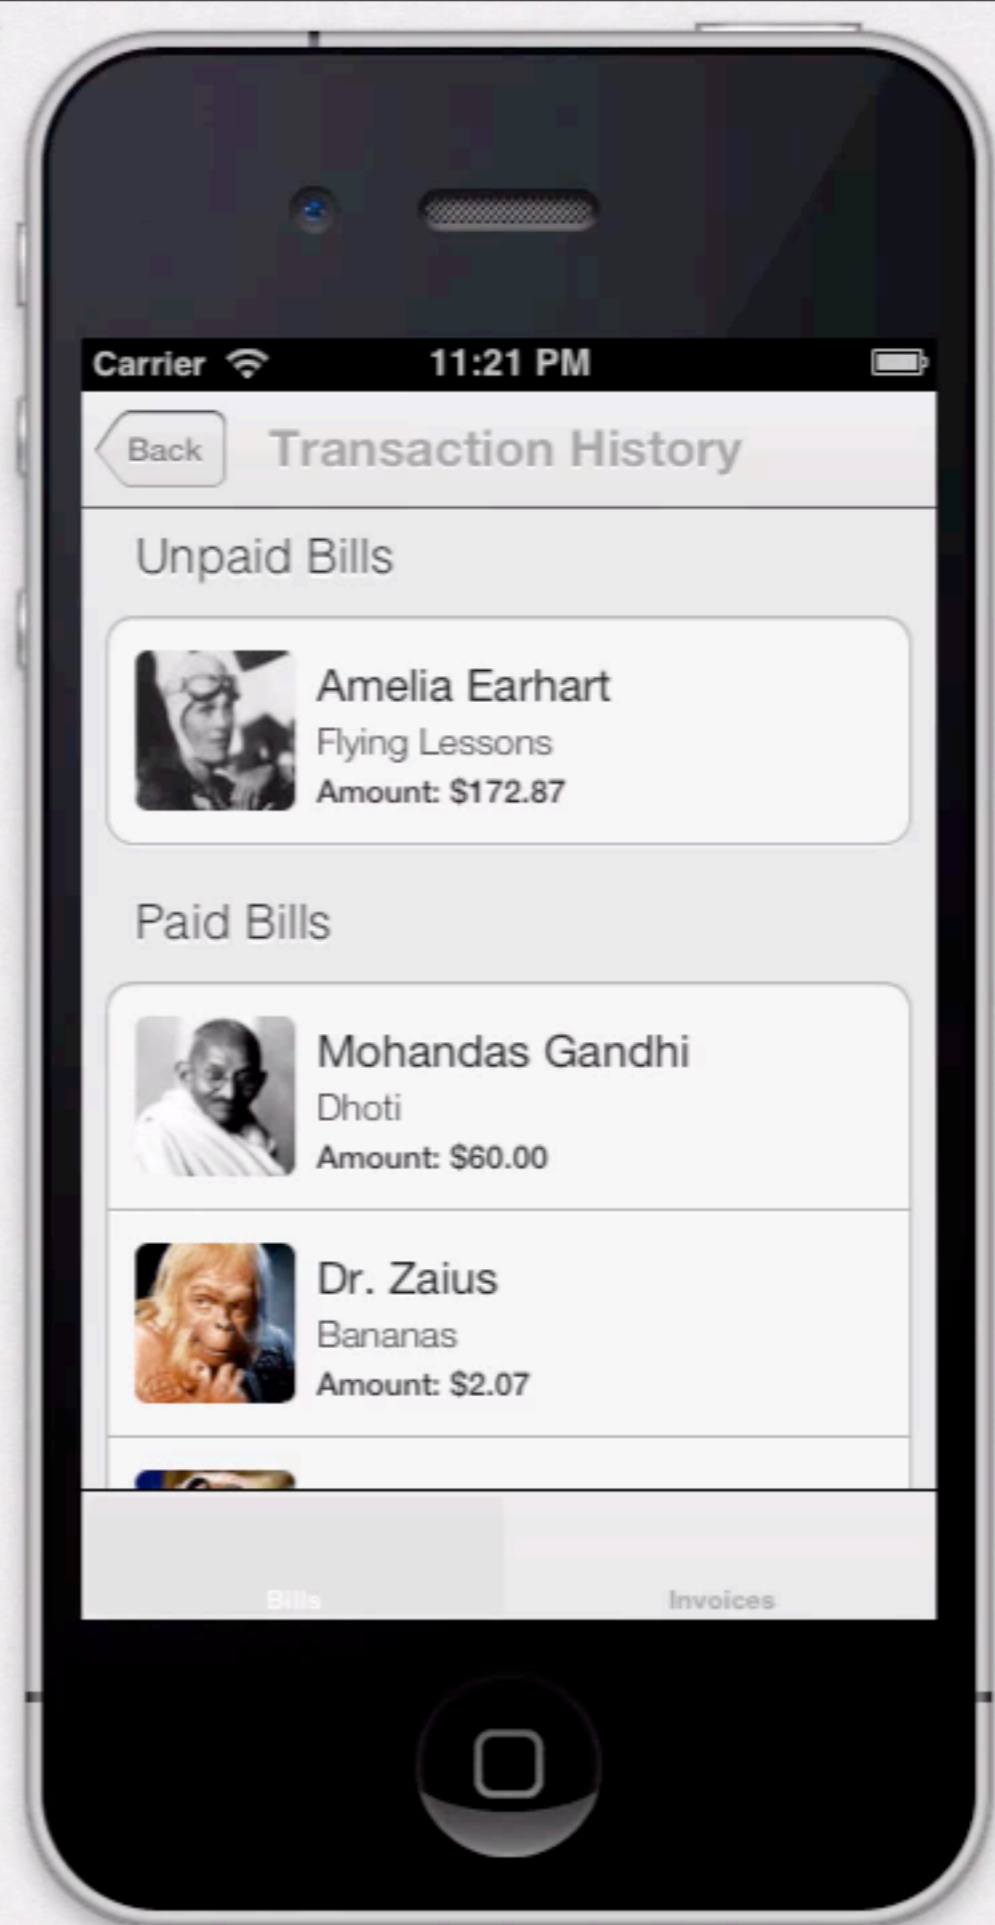 Carrier 11:21 PM
Back Transaction History
Unpaid Bills
Amelia Earhart
Flying Lessons
Amount: $172.87
Paid Bills
Mohandas Gandhi
Dhoti
Amount: $60.00
Dr. Zaius
Bananas
Amount: $2.07
Bills Invoices